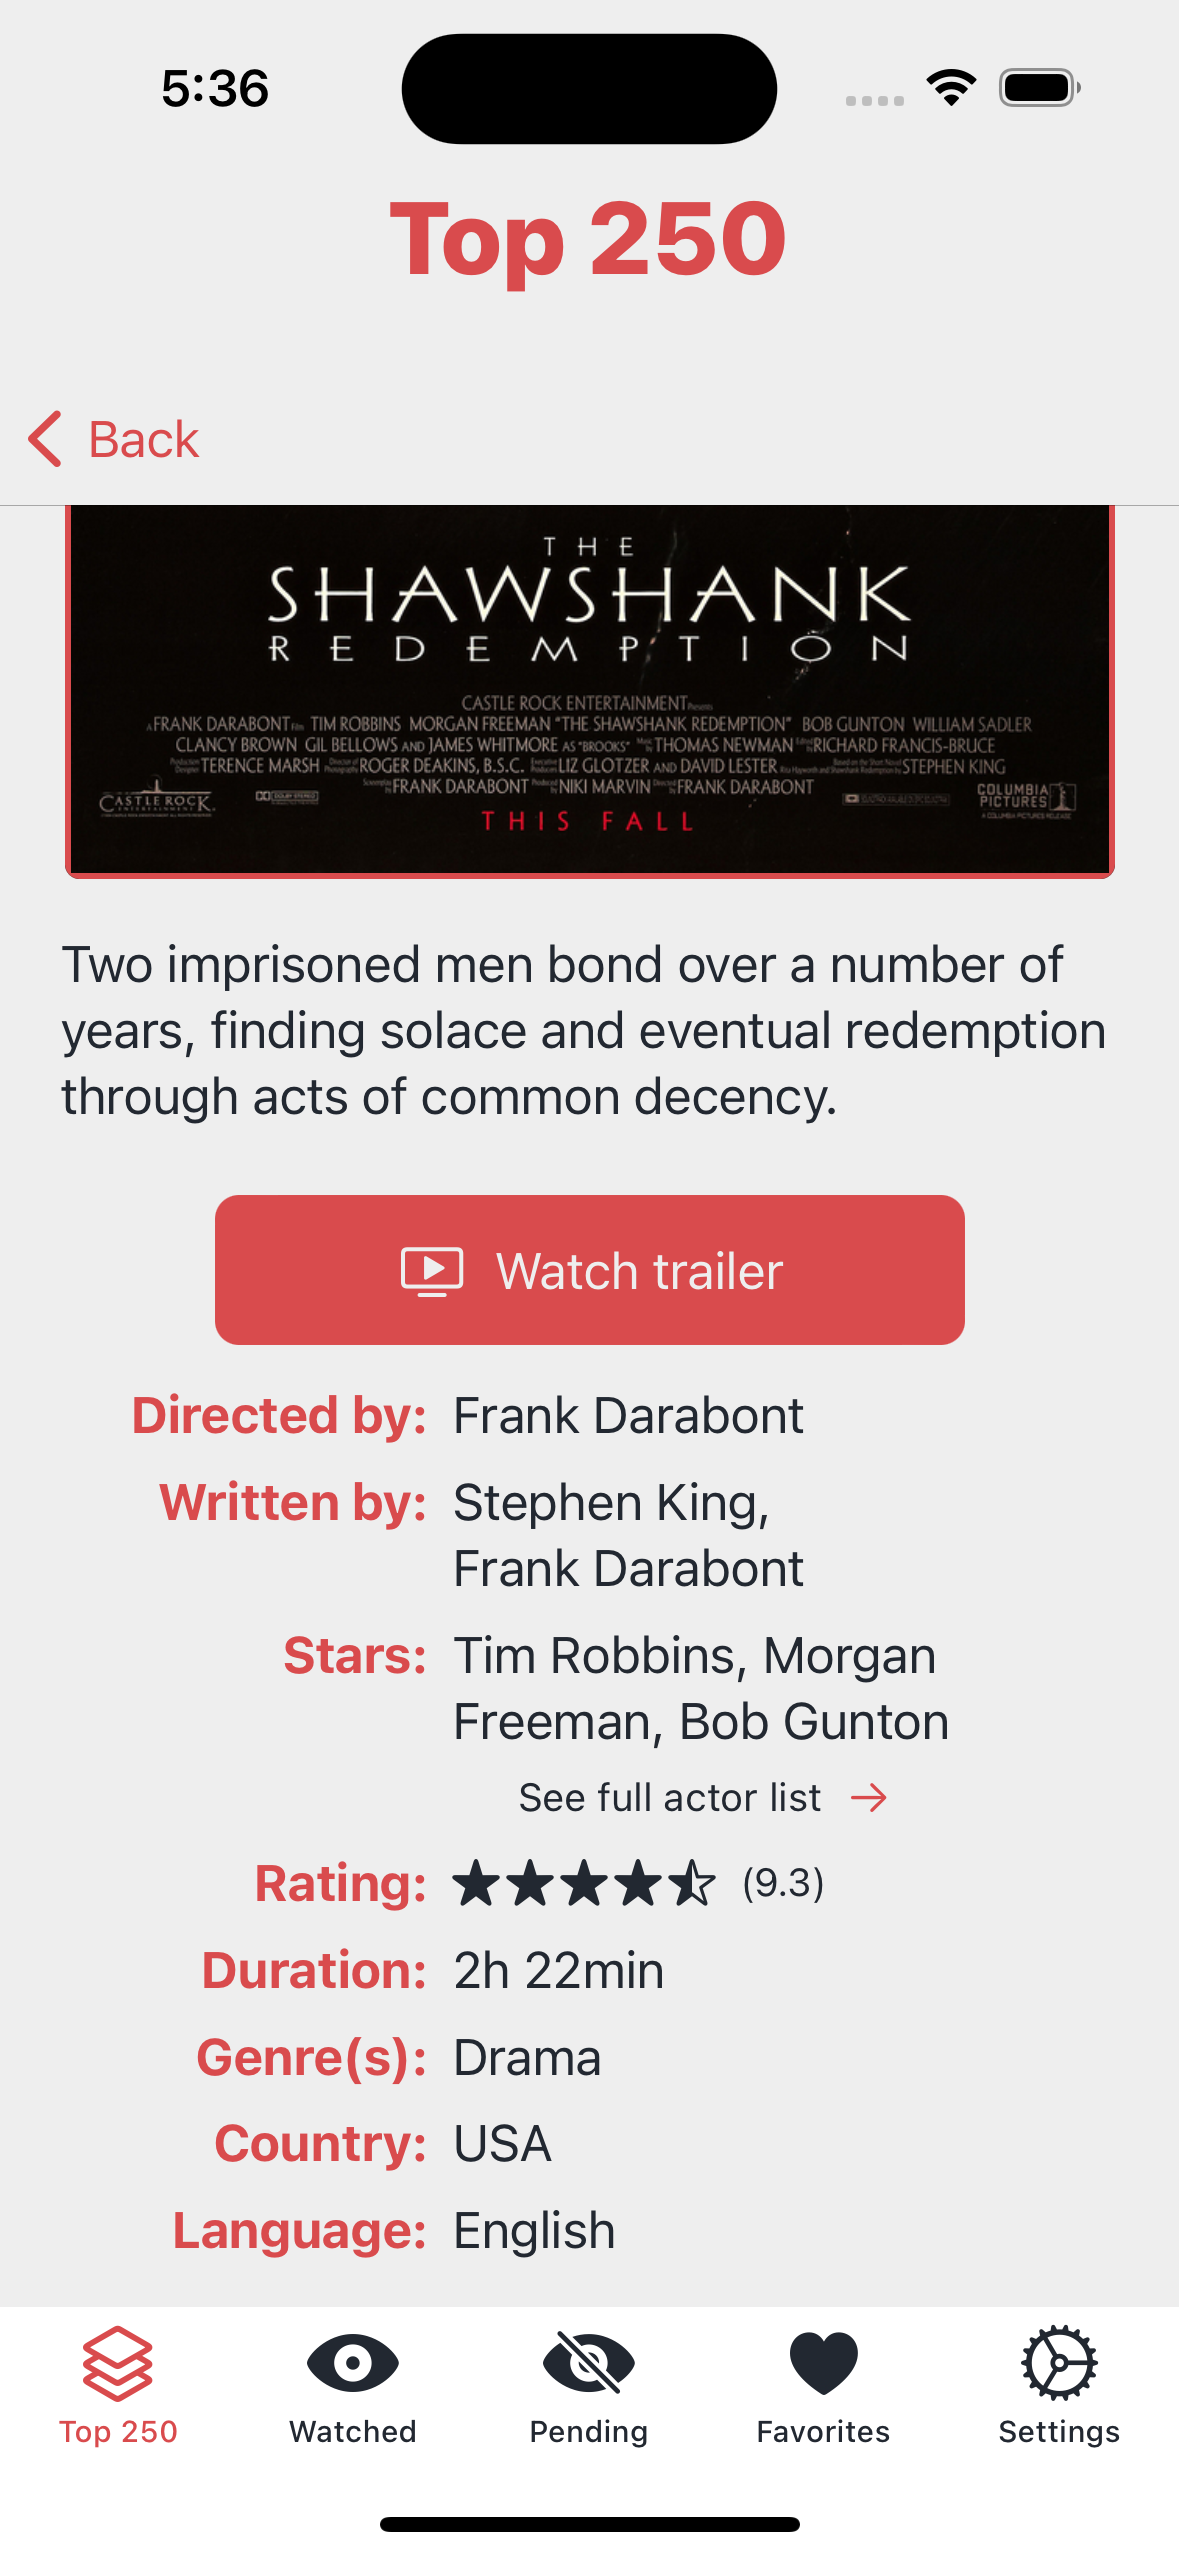 5:36
Top 250
Back
THE
SHAWSHANK
REDEMPTION
CASTLE ROCK ENTERTAINMENT Presents
A FRANK DARABONT Film TIM ROBBINS MORGAN FREEMAN "THE SHAWSHANK REDEMPTION" BOB GUNTON WILLIAM SADLER
CLANCY BROWN GIL BELLOWS AND JAMES WHITMORE AS "BROOKS" THOMAS NEWMAN RICHARD FRANCIS-BRUCE
TERENCE MARSH ROGER DEAKINS, B.S.C. LIZ GLOTZER AND DAVID LESTER STEPHEN KING
FRANK DARABONT NIKI MARVIN FRANK DARABONT
CASTLE ROCK
ENTERTAINMENT
DOLBY STEREO
COLUMBIA
PICTURES
THIS FALL
Two imprisoned men bond over a number of
years, finding solace and eventual redemption
through acts of common decency.
Watch trailer
Directed by: Frank Darabont
Written by: Stephen King,
Frank Darabont
Stars: Tim Robbins, Morgan
Freeman, Bob Gunton
See full actor list →
Rating: (9.3)
Duration: 2h 22min
Genre(s): Drama
Country: USA
Language: English
Top 250 Watched Pending Favorites Settings